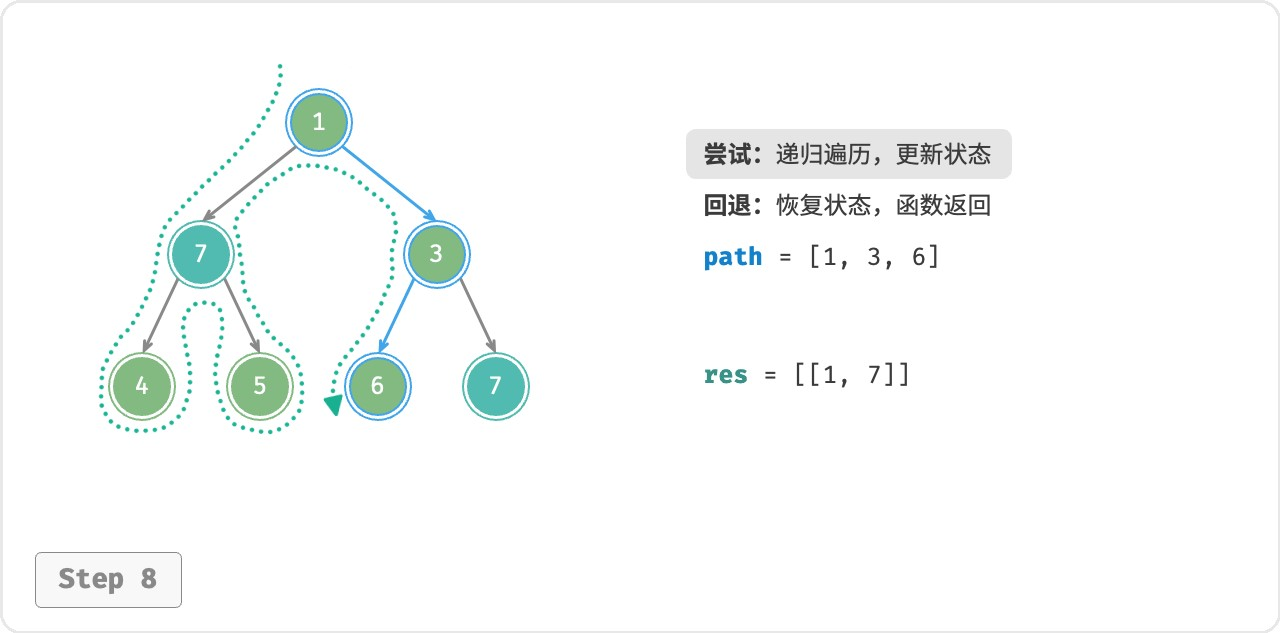 1
7
3
4
5
6
7
尝试：递归遍历，更新状态
回退：恢复状态，函数返回
path = [1, 3, 6]
res = [[1, 7]]
Step 8